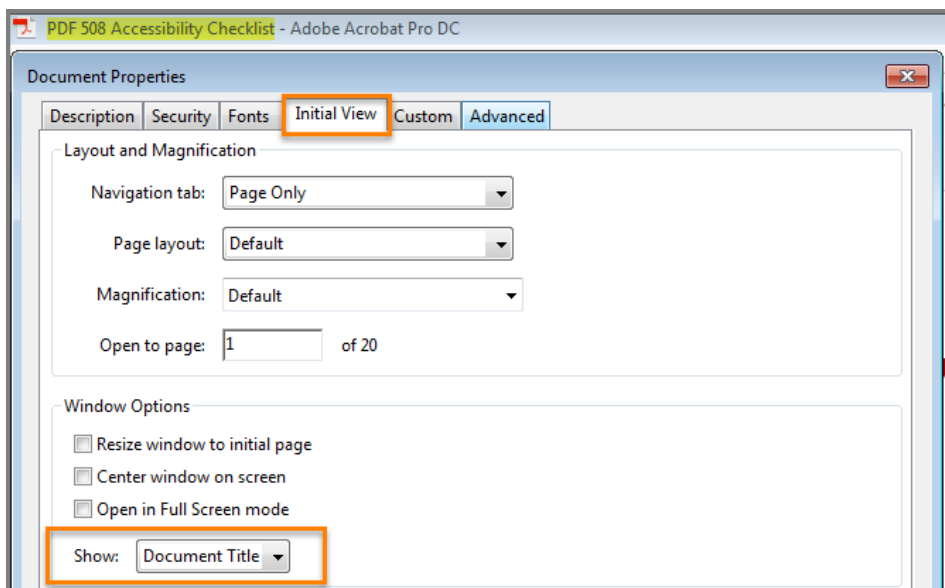 PDF 508 Accessibility Checklist - Adobe Acrobat Pro DC
Document Properties
Description Security Fonts Initial View Custom Advanced
Layout and Magnification
Navigation tab: Page Only
Page layout: Default
Magnification: Default
Open to page: 1 of 20
Window Options
Resize window to initial page
Center window on screen
Open in Full Screen mode
Show: Document Title